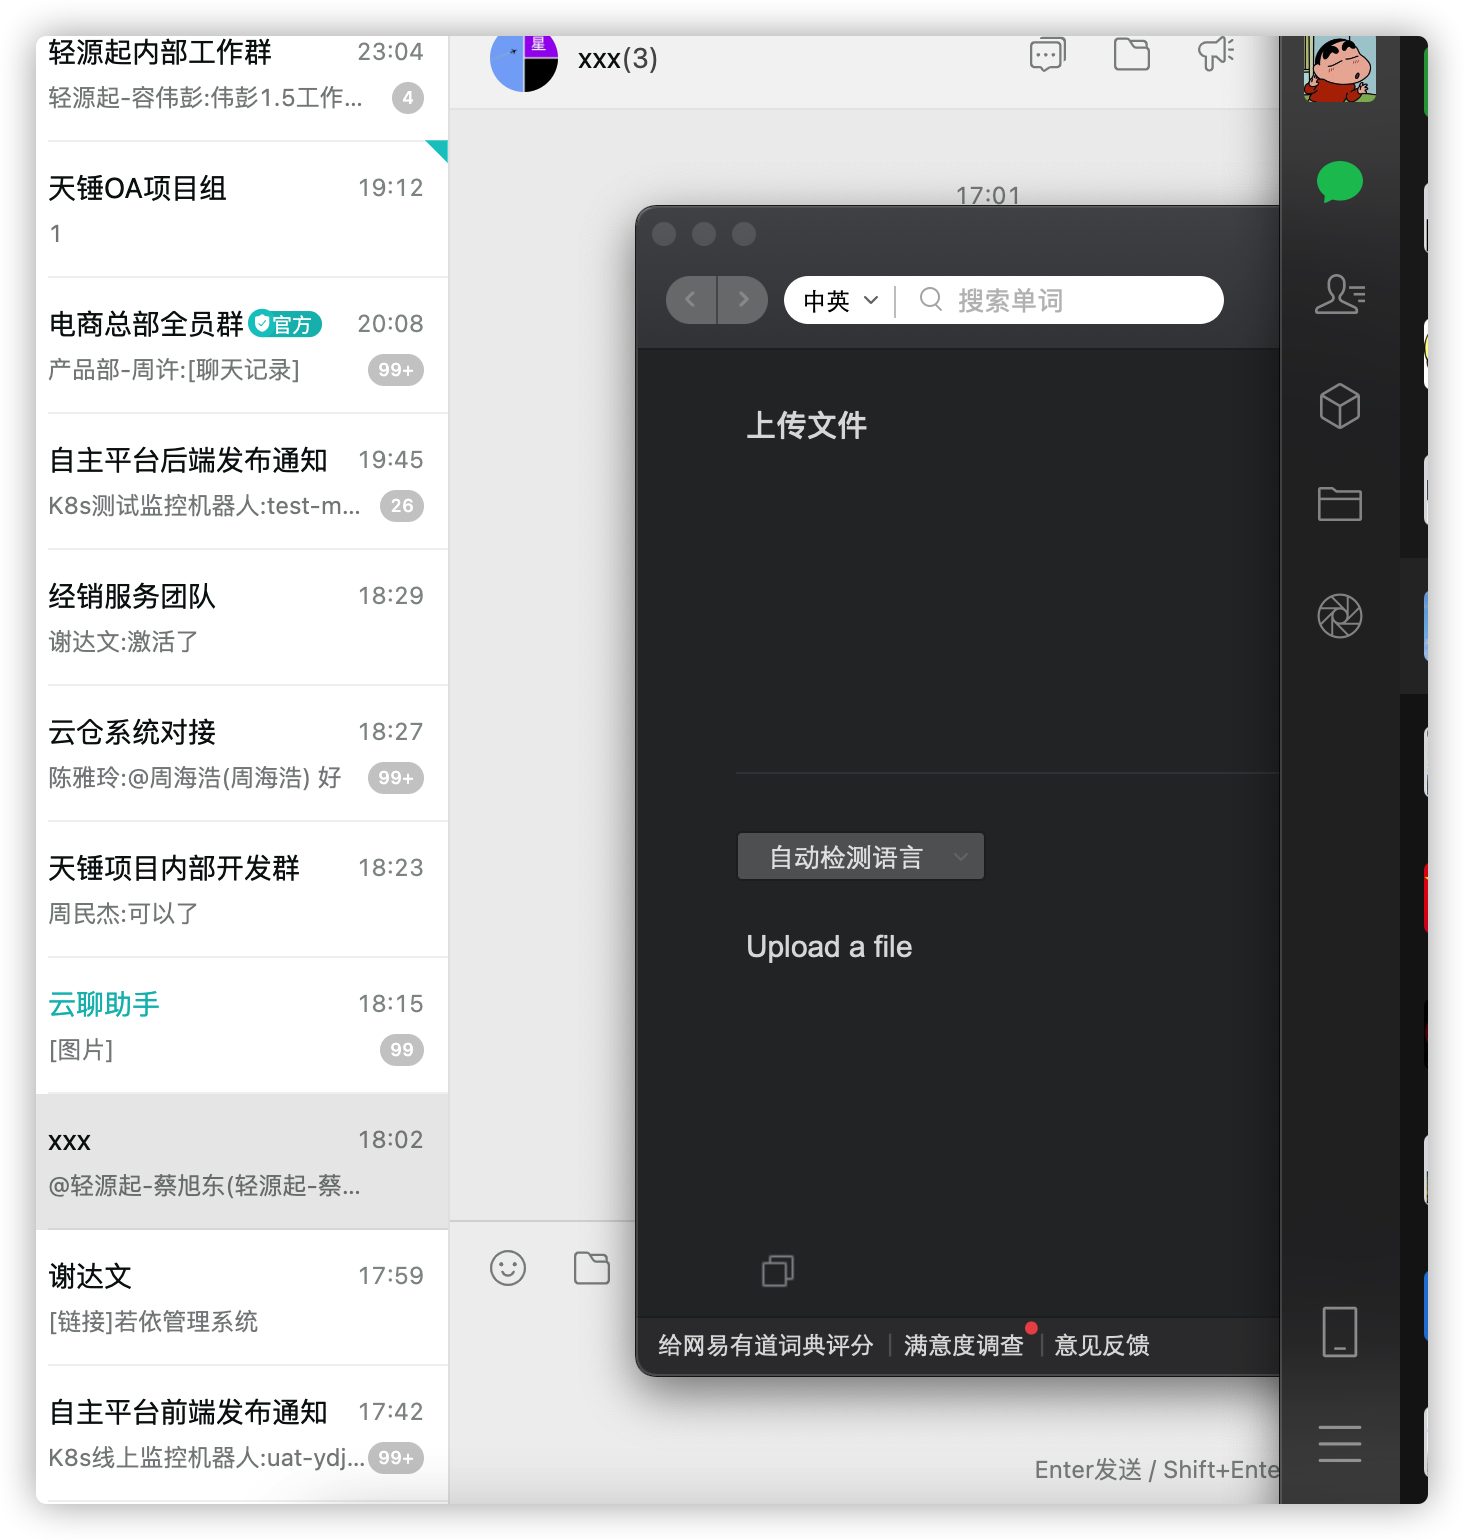 轻源起内部工作群 23:04
轻源起-容伟彭:伟彭1.5工作... 4
天锤OA项目组 19:12
1
电商总部全员群 官方 20:08
产品部-周许:[聊天记录] 99+
自主平台后端发布通知 19:45
K8s测试监控机器人:test-m... 26
经销服务团队 18:29
谢达文:激活了
云仓系统对接 18:27
陈雅玲:@周海浩(周海浩) 好 99+
天锤项目内部开发群 18:23
周民杰:可以了
云聊助手 18:15
[图片] 99
xxx 18:02
@轻源起-蔡旭东(轻源起-蔡...
谢达文 17:59
[链接]若依管理系统
自主平台前端发布通知 17:42
K8s线上监控机器人:uat-ydj... 99+
星
xxx(3)
17:01
中英 搜索单词
上传文件
自动检测语言
Upload a file
给网易有道词典评分 满意度调查 意见反馈
Enter发送 / Shift+Ente